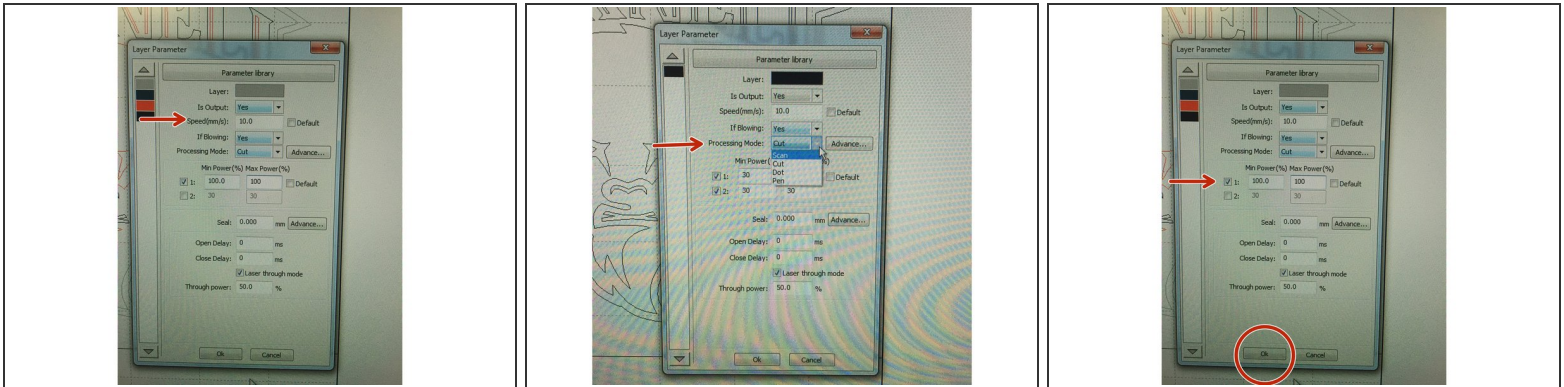 Layer Parameter
Parameter library
Layer:
Is Output: Yes
Speed(mm/s): 10.0 Default
If Blowing: Yes
Processing Mode: Cut Advance...
Min Power(%) Max Power(%)
1: 100.0 100 Default
2: 30 30
Seal: 0.000 mm Advance...
Open Delay: 0 ms
Close Delay: 0 ms
Laser through mode
Through power: 50.0 %
Ok Cancel
Layer Parameter
Parameter library
Layer:
Is Output: Yes
Speed(mm/s): 10.0 Default
If Blowing: Yes
Processing Mode: Cut Advance...
Scan
Cut
Dot
Pen
Min Power(
1: 30 Default
2: 30 30
Seal: 0.000 mm Advance...
Open Delay: 0 ms
Close Delay: 0 ms
Laser through mode
Through power: 50.0 %
Ok Cancel
Layer Parameter
Parameter library
Layer:
Is Output: Yes
Speed(mm/s): 10.0 Default
If Blowing: Yes
Processing Mode: Cut Advance...
Min Power(%) Max Power(%)
1: 100.0 100 Default
2: 30 30
Seal: 0.000 mm Advance...
Open Delay: 0 ms
Close Delay: 0 ms
Laser through mode
Through power: 50.0 %
Ok Cancel